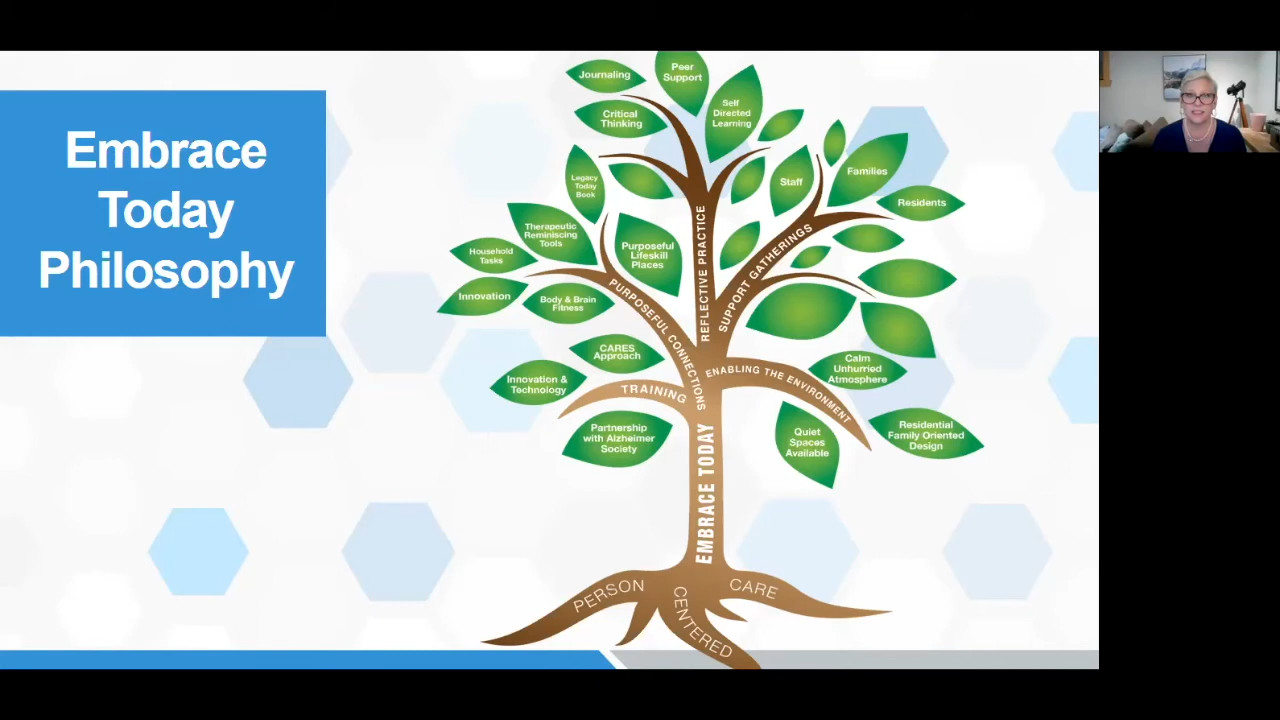 Embrace
Today
Philosophy
Journaling
Peer
Support
Critical
Thinking
Self
Directed
Learning
Legacy
Today
Book
Staff
Families
Residents
Therapeutic
Reminiscing
Tools
Household
Tasks
Purposeful
Lifeskill
Places
Innovation
Body & Brain
Fitness
REFLECTIVE PRACTICE
SUPPORT GATHERINGS
PURPOSEFUL CONNECTIONS
CARES
Approach
Innovation &
Technology
TRAINING
ENABLING THE ENVIRONMENT
Calm
Unhurried
Atmosphere
Partnership
with Alzheimer
Society
Quiet
Spaces
Available
Residential
Family Oriented
Design
EMBRACE TODAY
PERSON
CENTERED
CARE